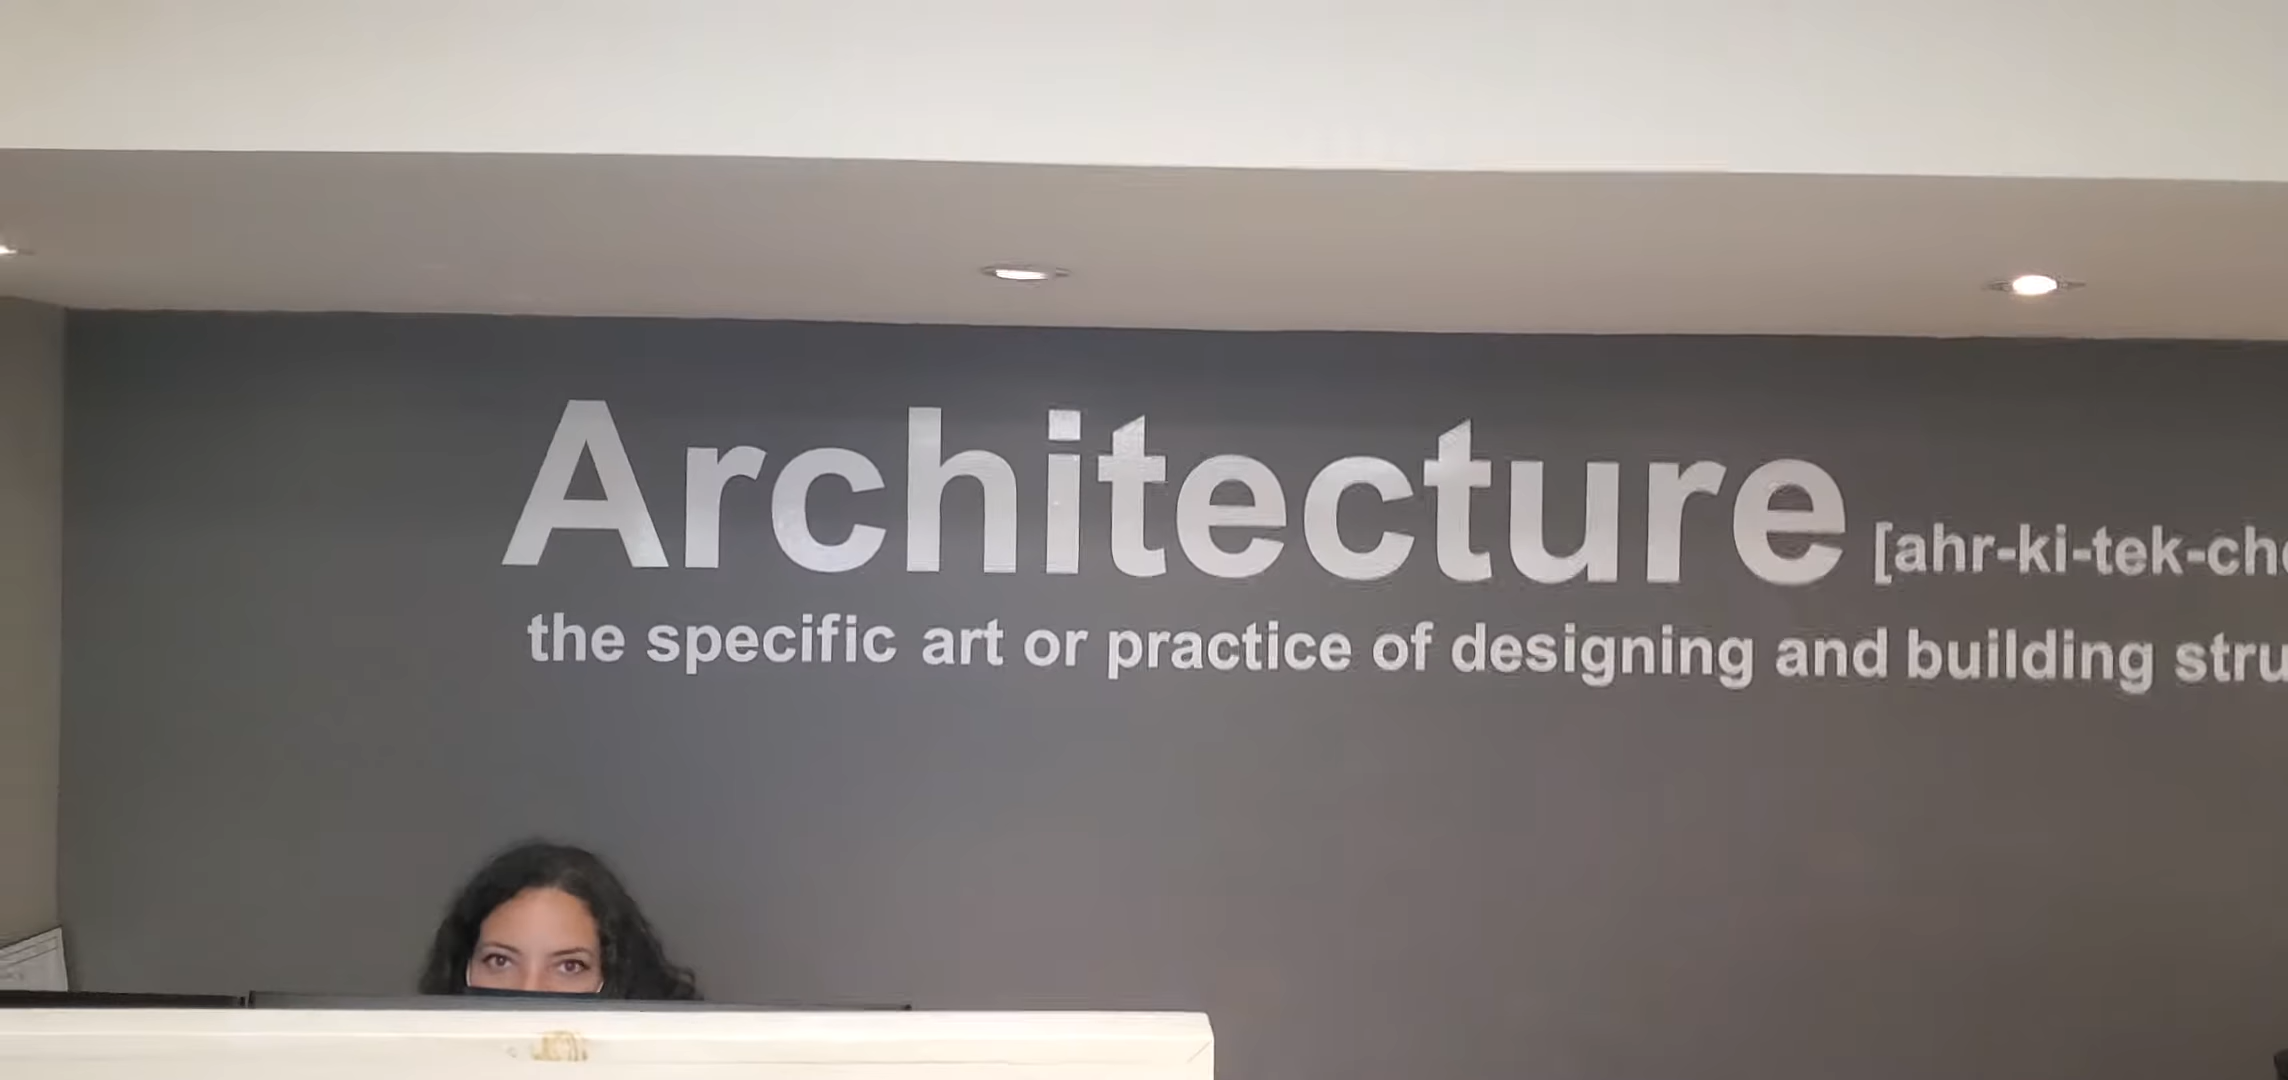 Architecture [ahr-ki-tek-ch
the specific art or practice of designing and building stru